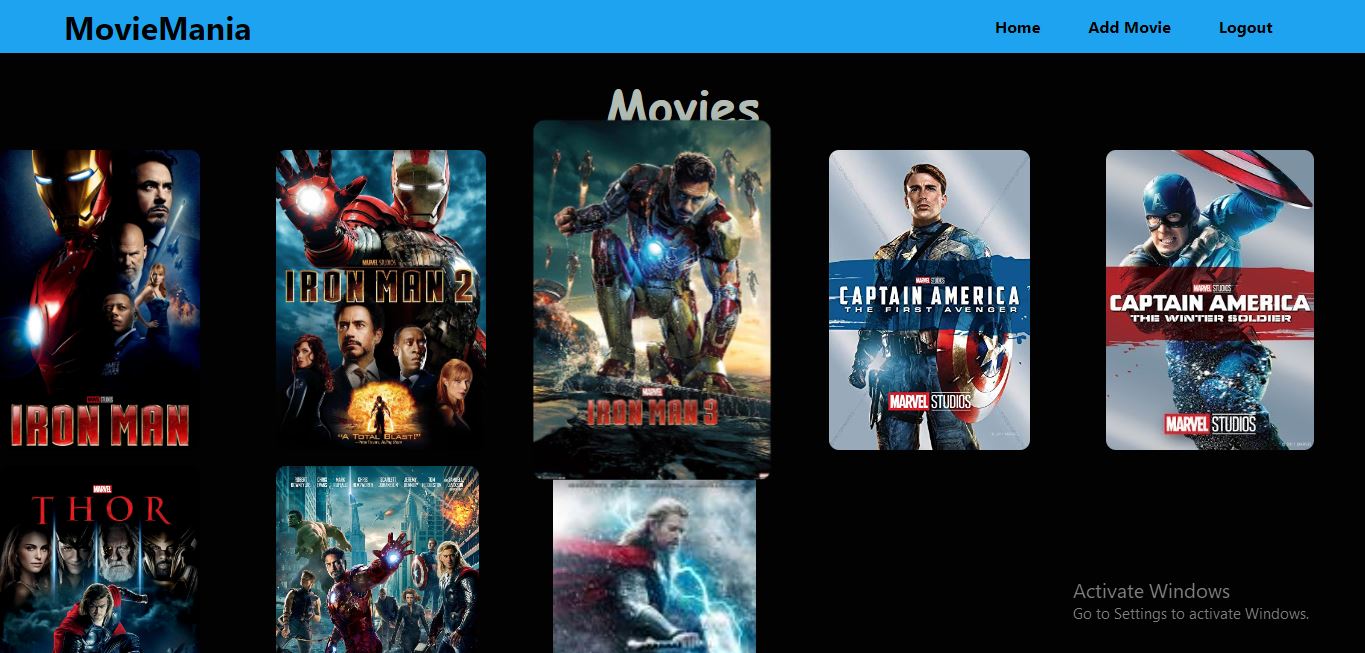 MovieMania
Home
Add Movie
Logout
Movies
MARVEL STUDIOS
IRON MAN
MARVEL STUDIOS
IRON MAN 2
"A TOTAL BLAST!"
IRON MAN 3
MARVEL STUDIOS
CAPTAIN AMERICA
THE FIRST AVENGER
MARVEL STUDIOS
MARVEL STUDIOS
CAPTAIN AMERICA
THE WINTER SOLDIER
MARVEL STUDIOS
MARVEL
THOR
Activate Windows
Go to Settings to activate Windows.